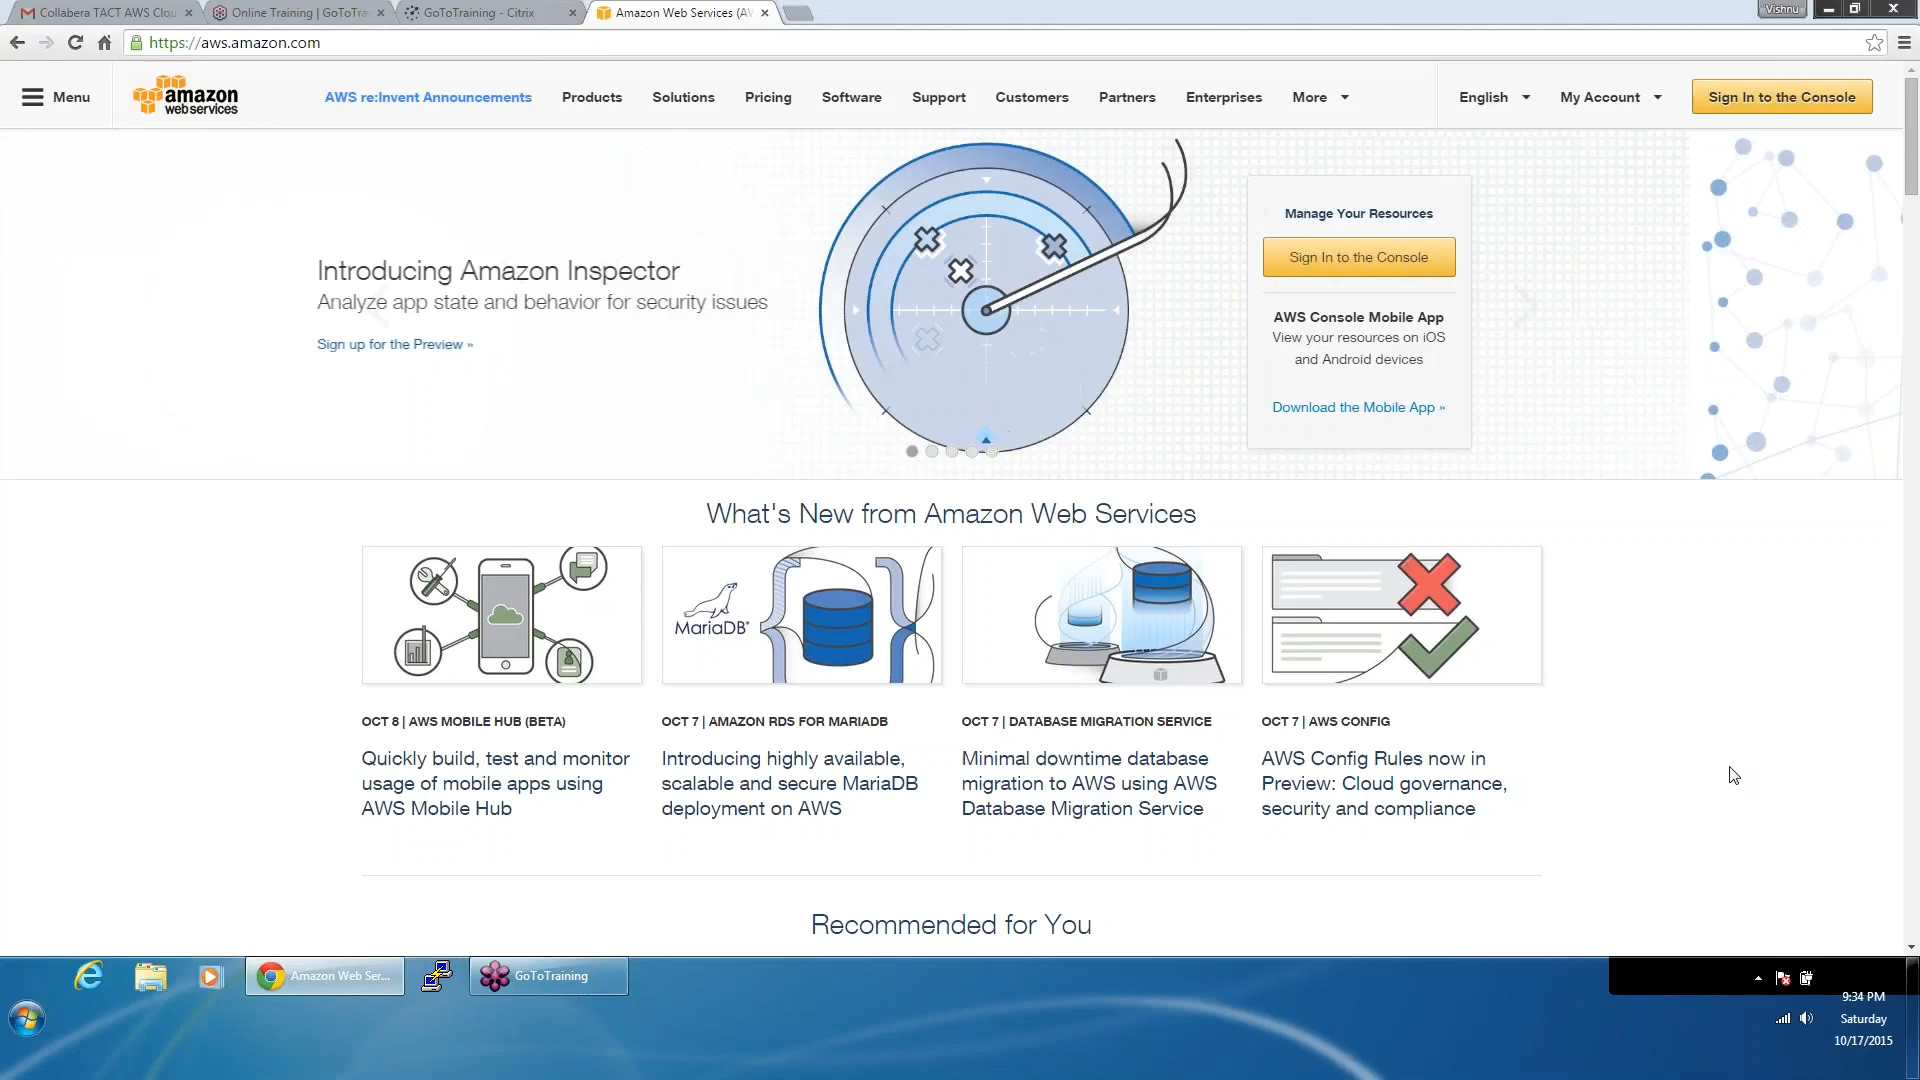 Collabera TACT AWS Clou
Online Training | GoToTra
GoToTraining - Citrix
Amazon Web Services (AW
Vishnu
https://aws.amazon.com
Menu
amazon
web services
AWS re:Invent Announcements
Products
Solutions
Pricing
Software
Support
Customers
Partners
Enterprises
More
English
My Account
Sign In to the Console
Introducing Amazon Inspector
Analyze app state and behavior for security issues
Sign up for the Preview »
Manage Your Resources
Sign In to the Console
AWS Console Mobile App
View your resources on iOS
and Android devices
Download the Mobile App »
What's New from Amazon Web Services
MariaDB
OCT 8 | AWS MOBILE HUB (BETA)
Quickly build, test and monitor
usage of mobile apps using
AWS Mobile Hub
OCT 7 | AMAZON RDS FOR MARIADB
Introducing highly available,
scalable and secure MariaDB
deployment on AWS
OCT 7 | DATABASE MIGRATION SERVICE
Minimal downtime database
migration to AWS using AWS
Database Migration Service
OCT 7 | AWS CONFIG
AWS Config Rules now in
Preview: Cloud governance,
security and compliance
Recommended for You
Amazon Web Ser...
GoToTraining
9:34 PM
Saturday
10/17/2015